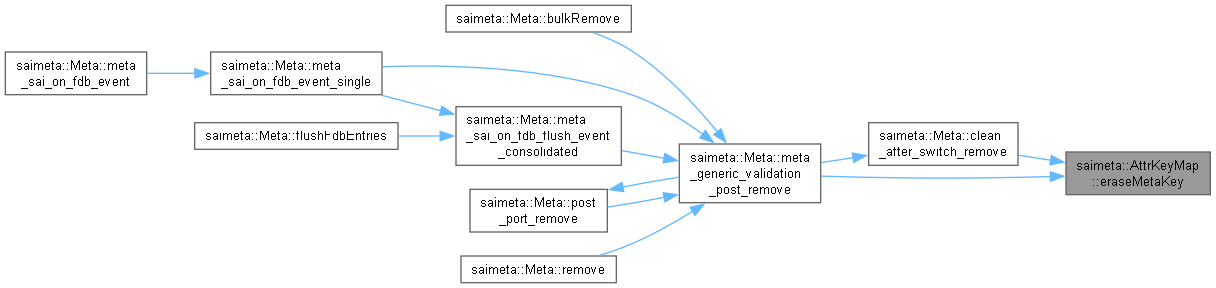 saimeta::Meta::bulkRemove
saimeta::Meta::meta
_sai_on_fdb_event
saimeta::Meta::meta
_sai_on_fdb_event_single
saimeta::Meta::flushFdbEntries
saimeta::Meta::meta
_sai_on_fdb_flush_event
_consolidated
saimeta::Meta::post
_port_remove
saimeta::Meta::remove
saimeta::Meta::meta
_generic_validation
_post_remove
saimeta::Meta::clean
_after_switch_remove
saimeta::AttrKeyMap
::eraseMetaKey